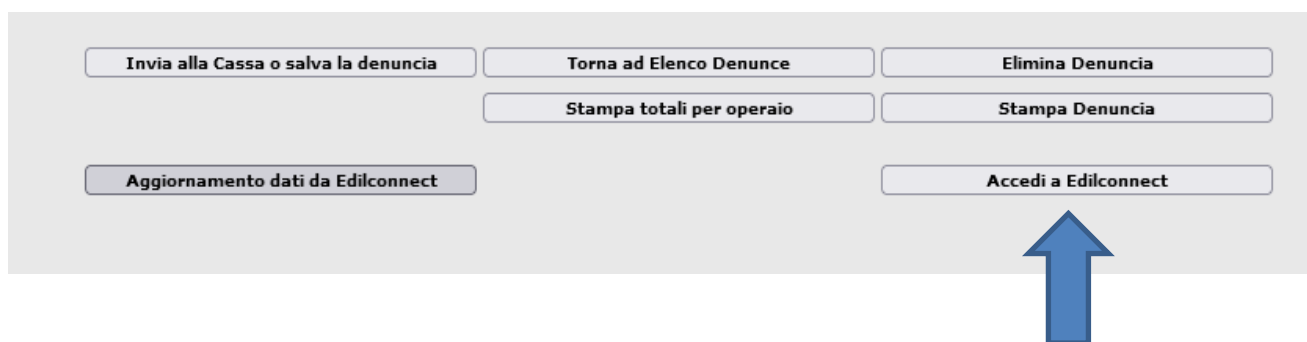 Invia alla Cassa o salva la denuncia
Torna ad Elenco Denunce
Elimina Denuncia
Stampa totali per operaio
Stampa Denuncia
Aggiornamento dati da Edilconnect
Accedi a Edilconnect